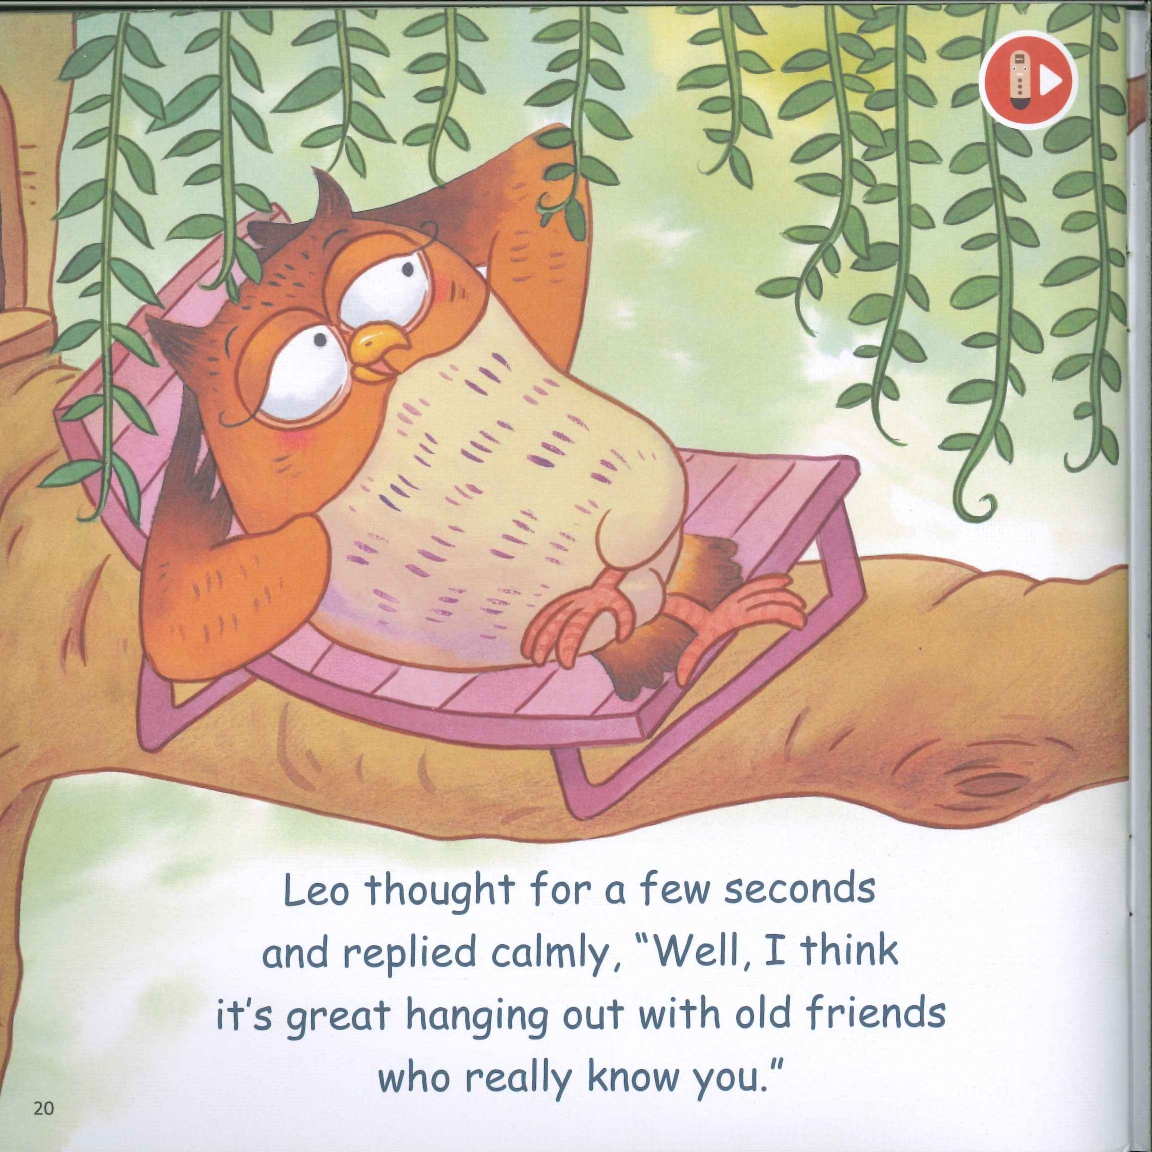 Leo thought for a few seconds
and replied calmly, “Well, I think
it’s great hanging out with old friends
who really know you.”
20